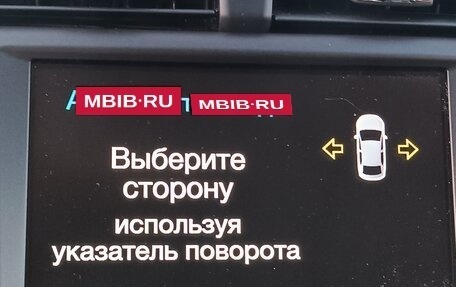 MBIB·RU MBIB·RU
Выберите
сторону
используя
указатель поворота